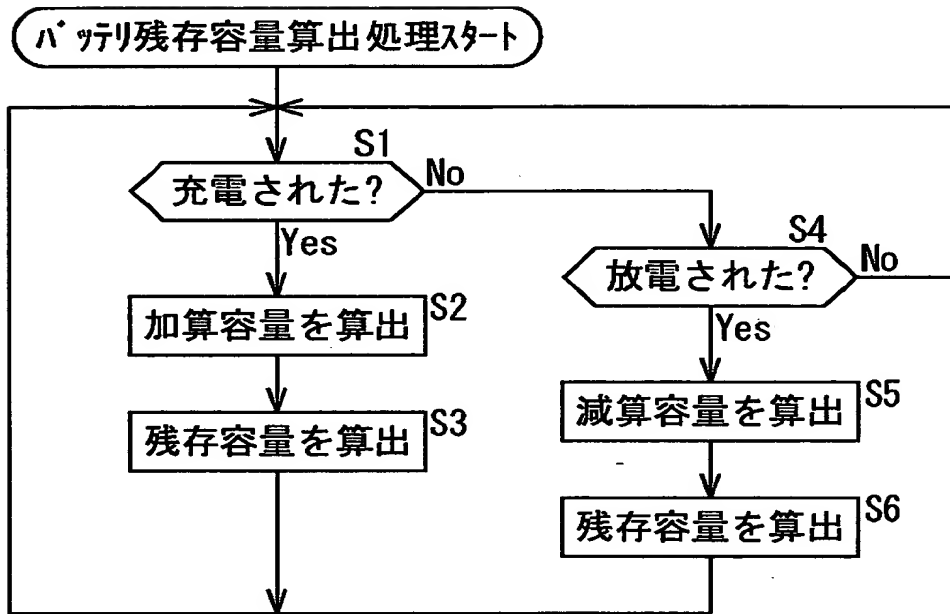 バッテリ残存容量算出処理スタート
S1
充電された?
No
Yes
S4
放電された?
No
Yes
加算容量を算出
S2
残存容量を算出
S3
減算容量を算出
S5
残存容量を算出
S6